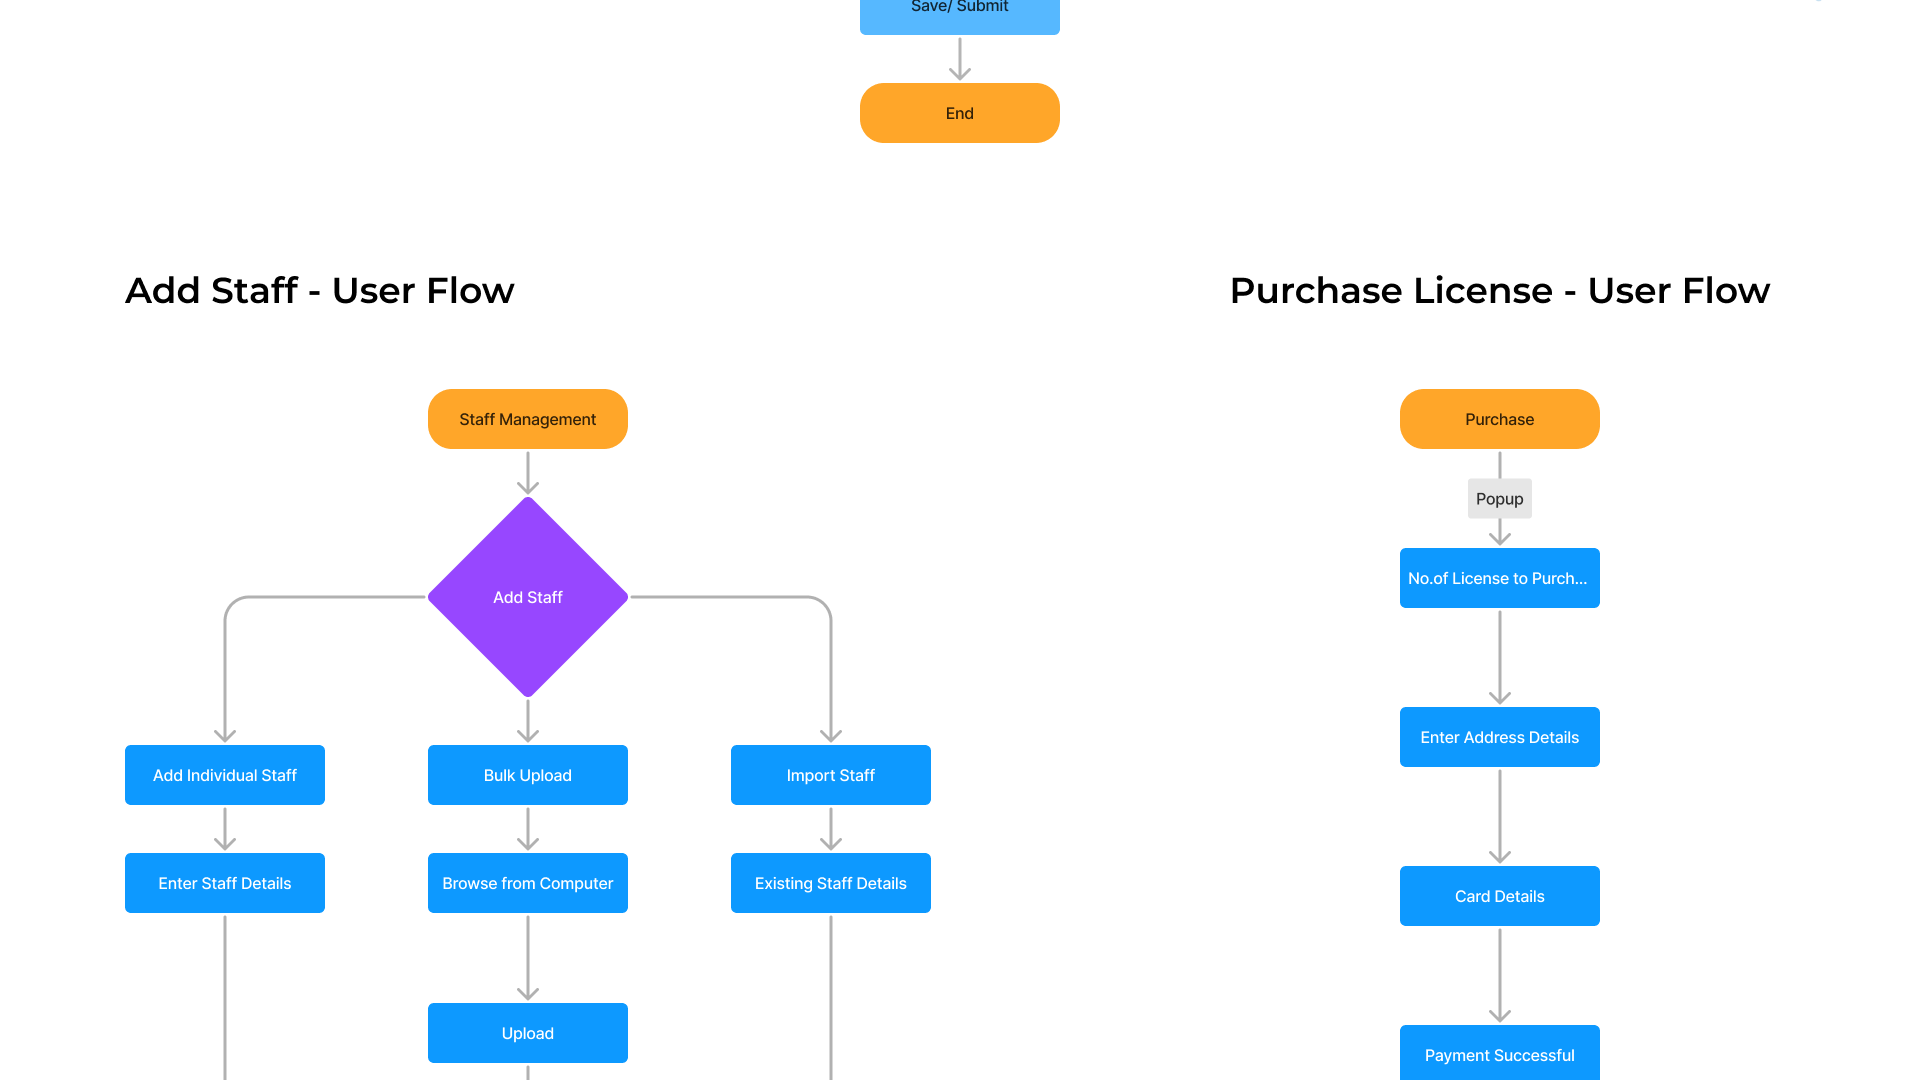 Save/ Submit
End
Add Staff - User Flow
Purchase License - User Flow
Staff Management
Purchase
Popup
No.of License to Purch...
Add Staff
Enter Address Details
Add Individual Staff
Bulk Upload
Import Staff
Enter Staff Details
Browse from Computer
Existing Staff Details
Card Details
Upload
Payment Successful